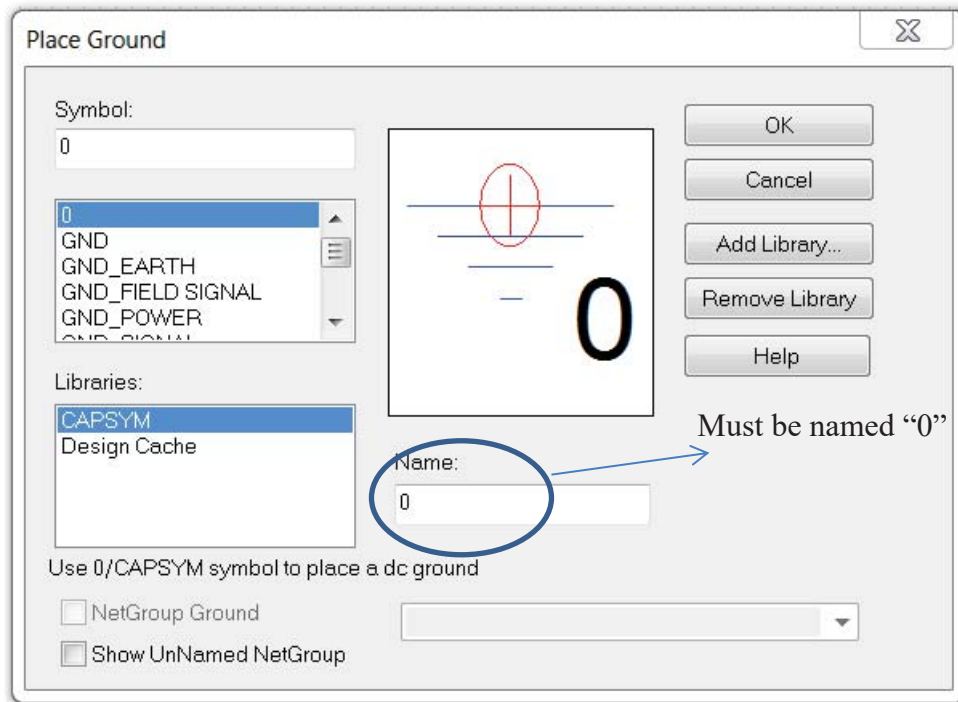 Place Ground
Symbol:
0
0
GND
GND_EARTH
GND_FIELD SIGNAL
GND_POWER
GND_SIGNAL
Libraries:
CAPSYM
Design Cache
0
Name:
0
OK
Cancel
Add Library...
Remove Library
Help
Must be named “0”
Use 0/CAPSYM symbol to place a dc ground
NetGroup Ground
Show UnNamed NetGroup